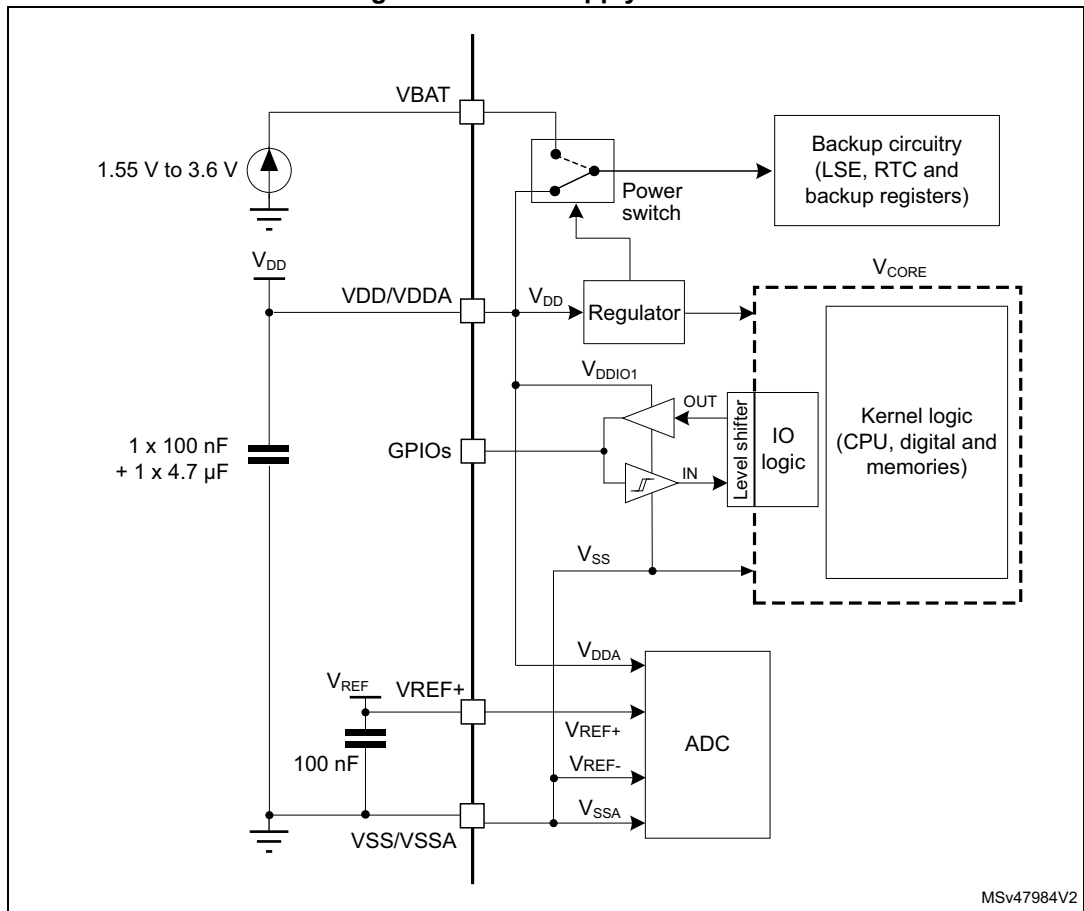 VBAT
Backup circuitry
(LSE, RTC and
backup registers)
1.55 V to 3.6 V
Power
switch
VDD
VCORE
VDD/VDDA
VDD
Regulator
VDDIO1
OUT
Level shifter
IO
logic
Kernel logic
(CPU, digital and
memories)
1 x 100 nF
+ 1 x 4.7 µF
GPIOs
IN
VSS
VDDA
VREF
VREF+
VREF+
ADC
100 nF
VREF-
VSSA
VSS/VSSA
MSv47984V2